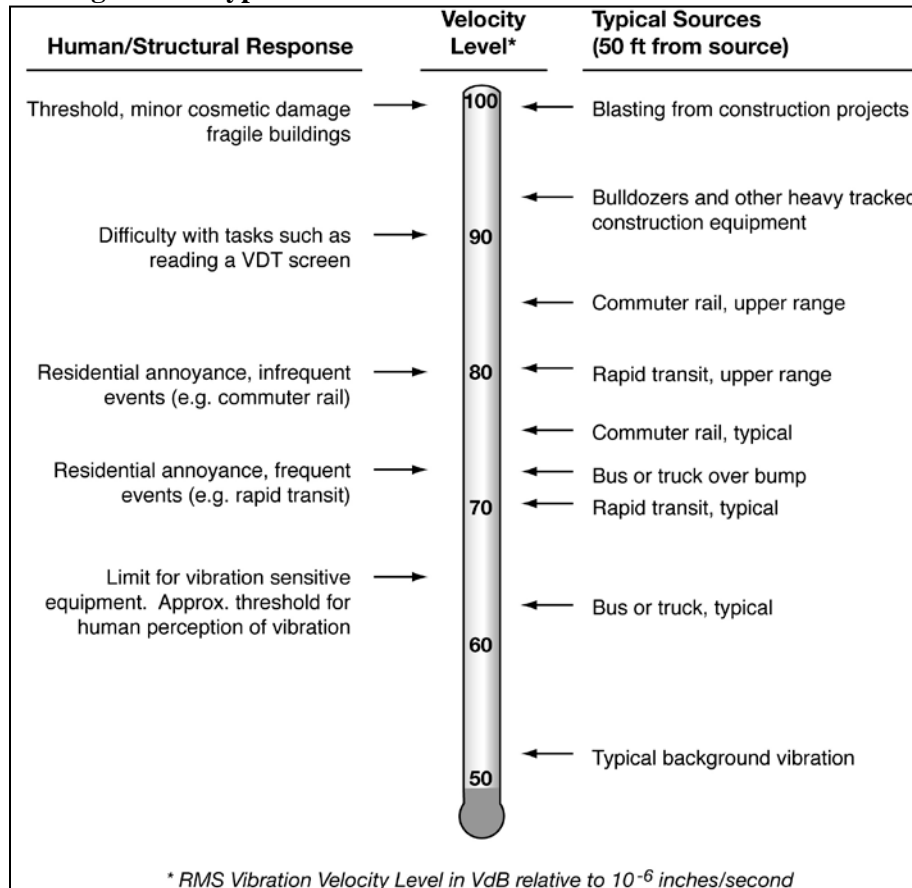 Human/Structural Response
Velocity
Level*
Typical Sources
(50 ft from source)
Threshold, minor cosmetic damage
fragile buildings
100
Blasting from construction projects
Bulldozers and other heavy tracked
construction equipment
Difficulty with tasks such as
reading a VDT screen
90
Commuter rail, upper range
Residential annoyance, infrequent
events (e.g. commuter rail)
80
Rapid transit, upper range
Commuter rail, typical
Residential annoyance, frequent
events (e.g. rapid transit)
Bus or truck over bump
70
Rapid transit, typical
Limit for vibration sensitive
equipment. Approx. threshold for
human perception of vibration
Bus or truck, typical
60
Typical background vibration
50
* RMS Vibration Velocity Level in VdB relative to 10⁻⁶ inches/second